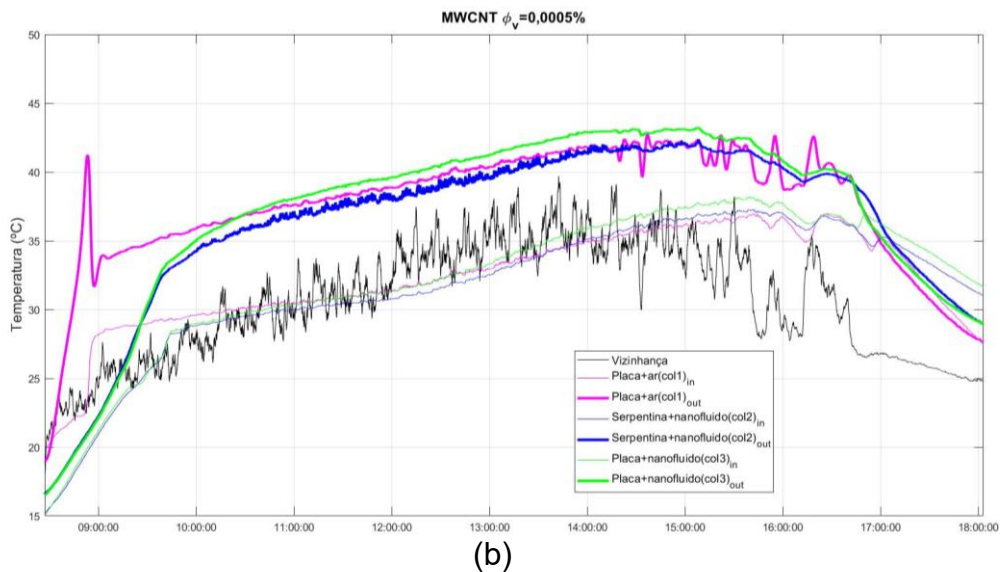 MWCNT ϕv=0,0005%
50
45
40
35
30
25
20
15
Temperatura (ºC)
09:00:00 10:00:00 11:00:00 12:00:00 13:00:00 14:00:00 15:00:00 16:00:00 17:00:00 18:00:00
Vizinhança
Placa+ar(col1)in
Placa+ar(col1)out
Serpentina+nanofluido(col2)in
Serpentina+nanofluido(col2)out
Placa+nanofluido(col3)in
Placa+nanofluido(col3)out
(b)